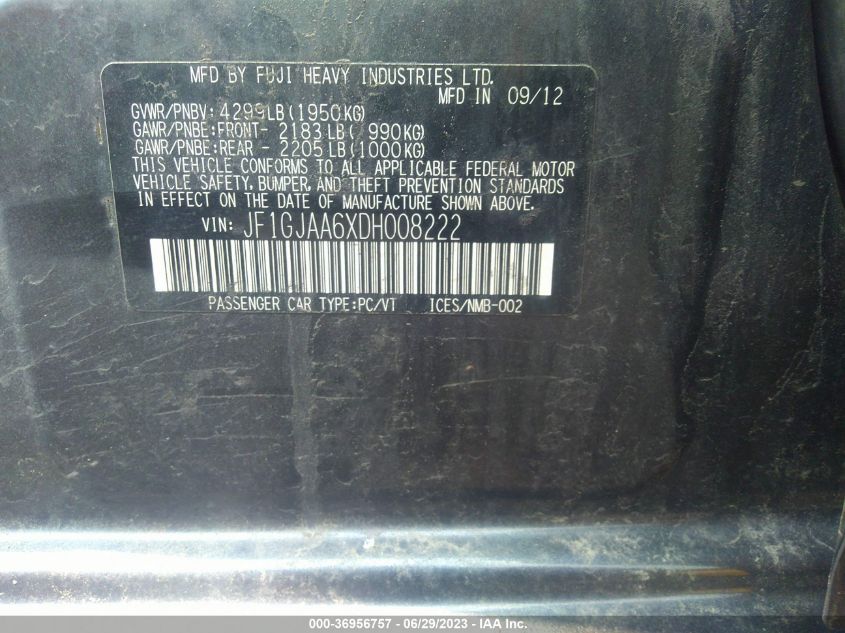 MFD BY FUJI HEAVY INDUSTRIES LTD.
MFD IN 09/12
GVWR/PNBV: 4299LB(1950KG)
GAWR/PNBE:FRONT- 2183LB( 990KG)
GAWR/PNBE:REAR - 2205LB(1000KG)
THIS VEHICLE CONFORMS TO ALL APPLICABLE FEDERAL MOTOR
VEHICLE SAFETY, BUMPER, AND THEFT PREVENTION STANDARDS
IN EFFECT ON THE DATE OF MANUFACTURE SHOWN ABOVE.
VIN: JF1GJAA6XDH008222
PASSENGER CAR TYPE:PC/VT ICES/NMB-002
000-36956757 / 06/29/2023 - IAA Inc.